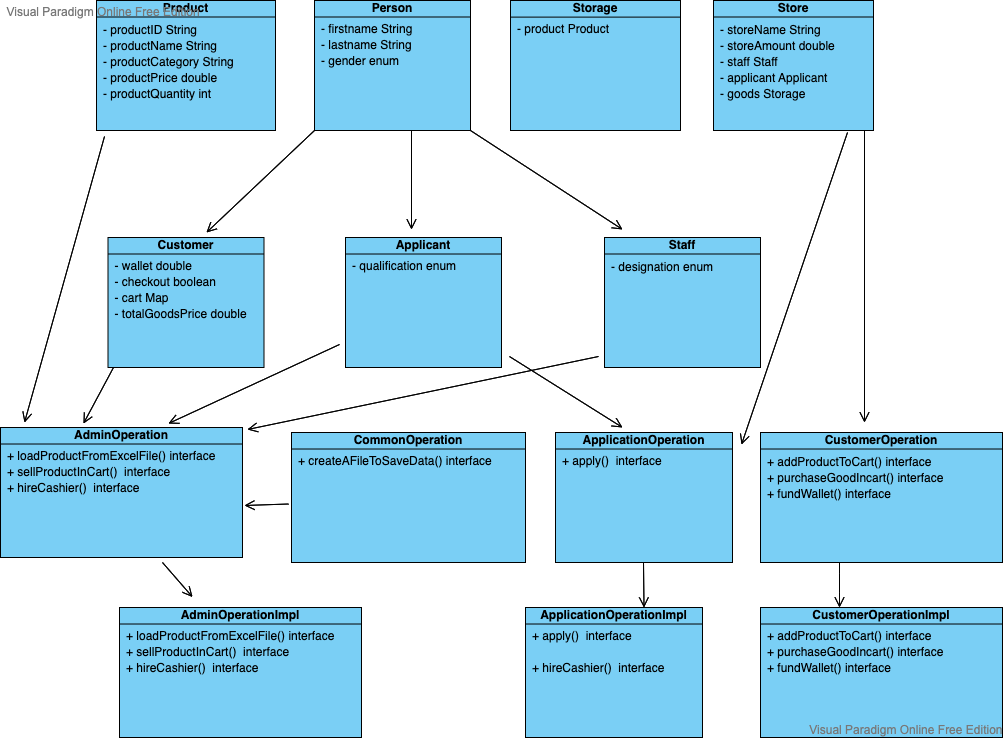 Visual Paradigm Online Free Edition
Product
- productID String
- productName String
- productCategory String
- productPrice double
- productQuantity int
Person
- firstname String
- lastname String
- gender enum
Storage
- product Product
Store
- storeName String
- storeAmount double
- staff Staff
- applicant Applicant
- goods Storage
Customer
- wallet double
- checkout boolean
- cart Map
- totalGoodsPrice double
Applicant
- qualification enum
Staff
- designation enum
AdminOperation
+ loadProductFromExcelFile() interface
+ sellProductInCart() interface
+ hireCashier() interface
CommonOperation
+ createAFileToSaveData() interface
ApplicationOperation
+ apply() interface
CustomerOperation
+ addProductToCart() interface
+ purchaseGoodIncart() interface
+ fundWallet() interface
AdminOperationImpl
+ loadProductFromExcelFile() interface
+ sellProductInCart() interface
+ hireCashier() interface
ApplicationOperationImpl
+ apply() interface
+ hireCashier() interface
CustomerOperationImpl
+ addProductToCart() interface
+ purchaseGoodIncart() interface
+ fundWallet() interface
Visual Paradigm Online Free Edition